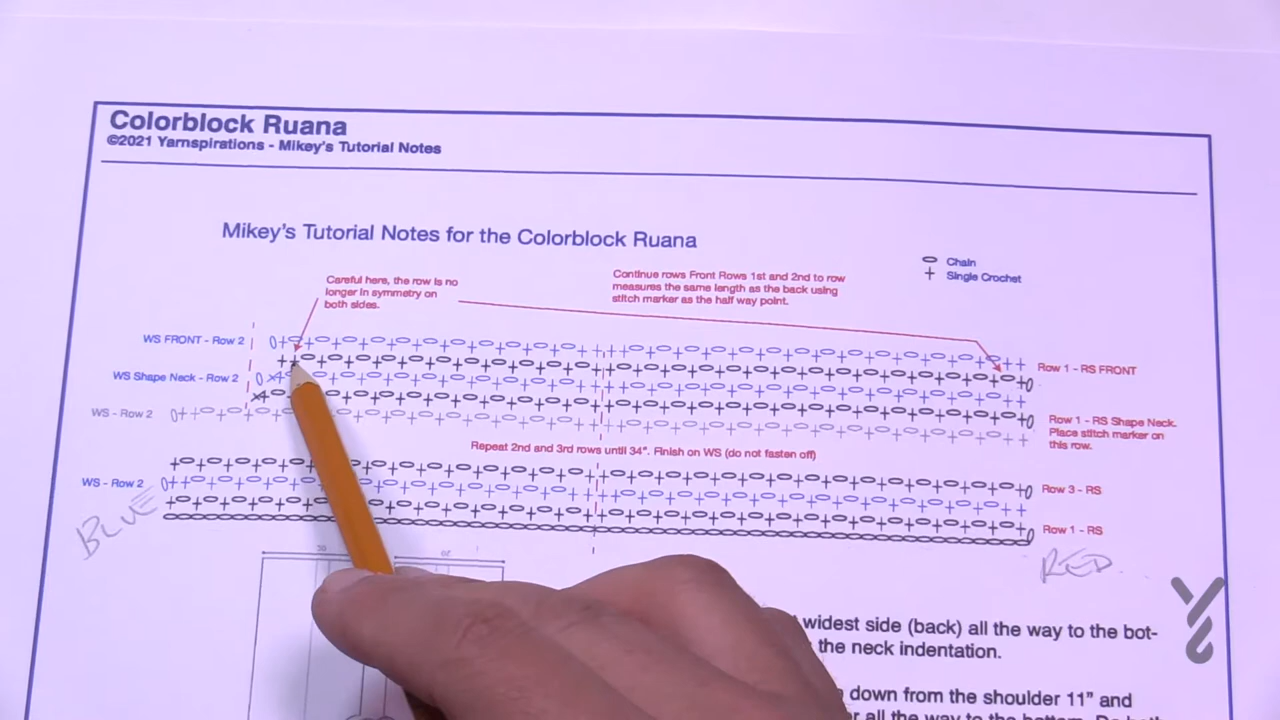 Colorblock Ruana
©2021 Yarnspirations - Mikey's Tutorial Notes
Mikey's Tutorial Notes for the Colorblock Ruana
Chain
Single Crochet
Careful here, the row is no
longer in symmetry on
both sides.
Continue rows Front Rows 1st and 2nd to row
measures the same length as the back using
stitch marker as the half way point.
WS FRONT - Row 2
Row 1 - RS FRONT
WS Shape Neck - Row 2
WS - Row 2
Row 1 - RS Shape Neck.
Place stitch marker on
this row.
Repeat 2nd and 3rd rows until 34". Finish on WS (do not fasten off)
WS - Row 2
Row 3 - RS
Row 1 - RS
BLUE
RED
widest side (back) all the way to the bot-
the neck indentation.
down from the shoulder 11" and